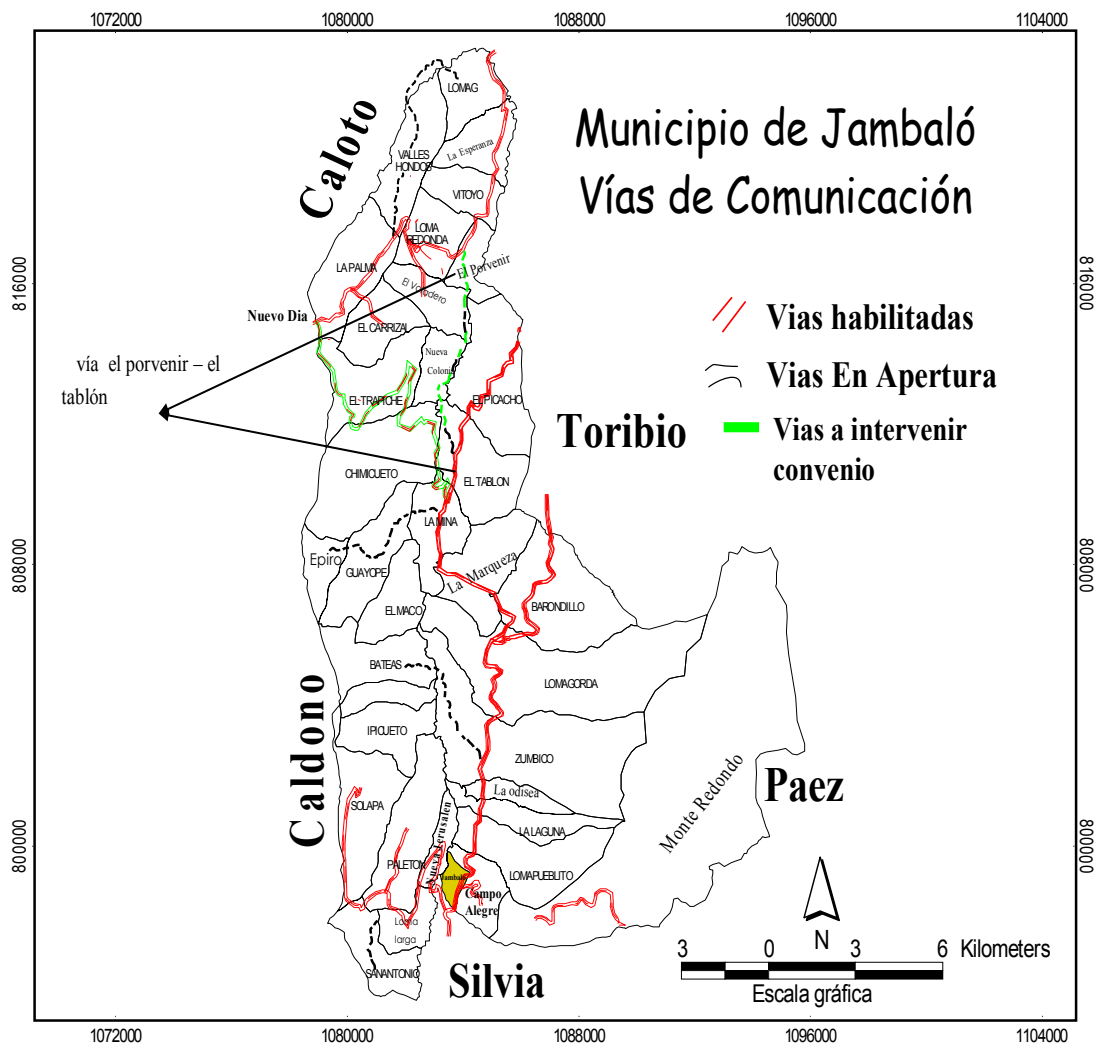 1072000
1080000
1088000
1096000
1104000
Municipio de Jambaló
Vías de Comunicación
Caloto
LOMAG
La Esperanza
VALLES
HONDOS
VITOYO
LOMA
REDONDA
LA PALMA
El Porvenir
El Voladero
816000
816000
Nuevo Dia
EL CARRIZAL
Vias habilitadas
vía el porvenir – el
tablón
Nueva
Colonia
Vias En Apertura
EL TRAPICHE
EL PICACHO
Toribio
Vias a intervenir
convenio
CHIMICUETO
EL TABLON
LA MINA
Epiro
GUAYOPE
La Marqueza
808000
808000
EL MACO
BARONDILLO
BATEAS
LOMAGORDA
Caldono
IPICUETO
ZUMBICO
La odisea
Monte Redondo
Paez
SOLAPA
Nueva Jerusalen
LA LAGUNA
800000
800000
PALETON
Jambaló
LOMAPUEBLITO
Campo
Alegre
Loma
larga
SANANTONIO
Silvia
N
3 0 3 6 Kilometers
Escala gráfica
1072000
1080000
1088000
1096000
1104000